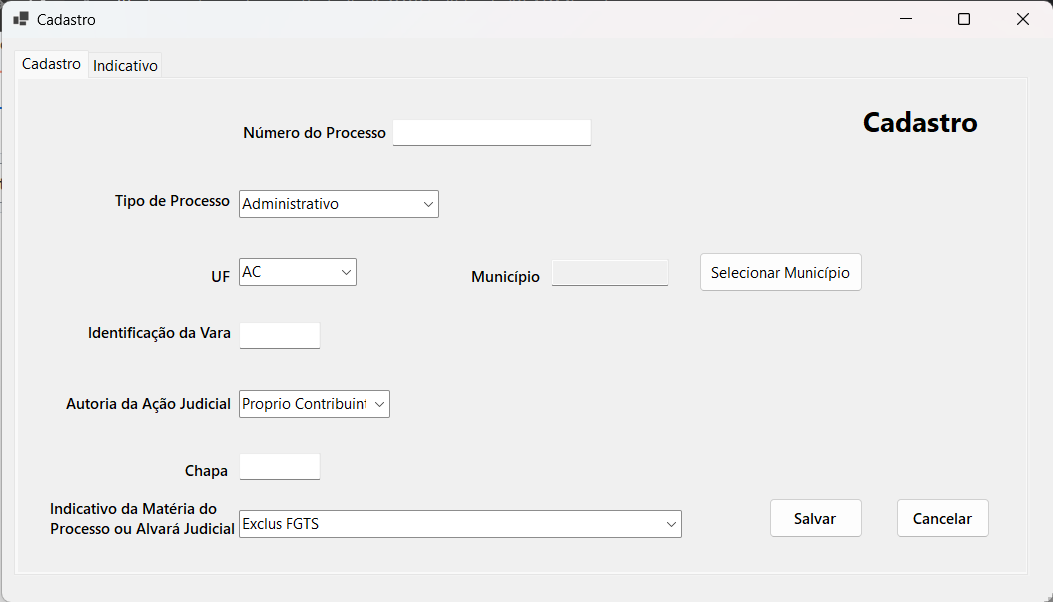 Cadastro
Cadastro
Indicativo
Cadastro
Número do Processo
Tipo de Processo
Administrativo
UF
AC
Município
Selecionar Município
Identificação da Vara
Autoria da Ação Judicial
Proprio Contribuint
Chapa
Indicativo da Matéria do
Processo ou Alvará Judicial
Exclus FGTS
Salvar
Cancelar